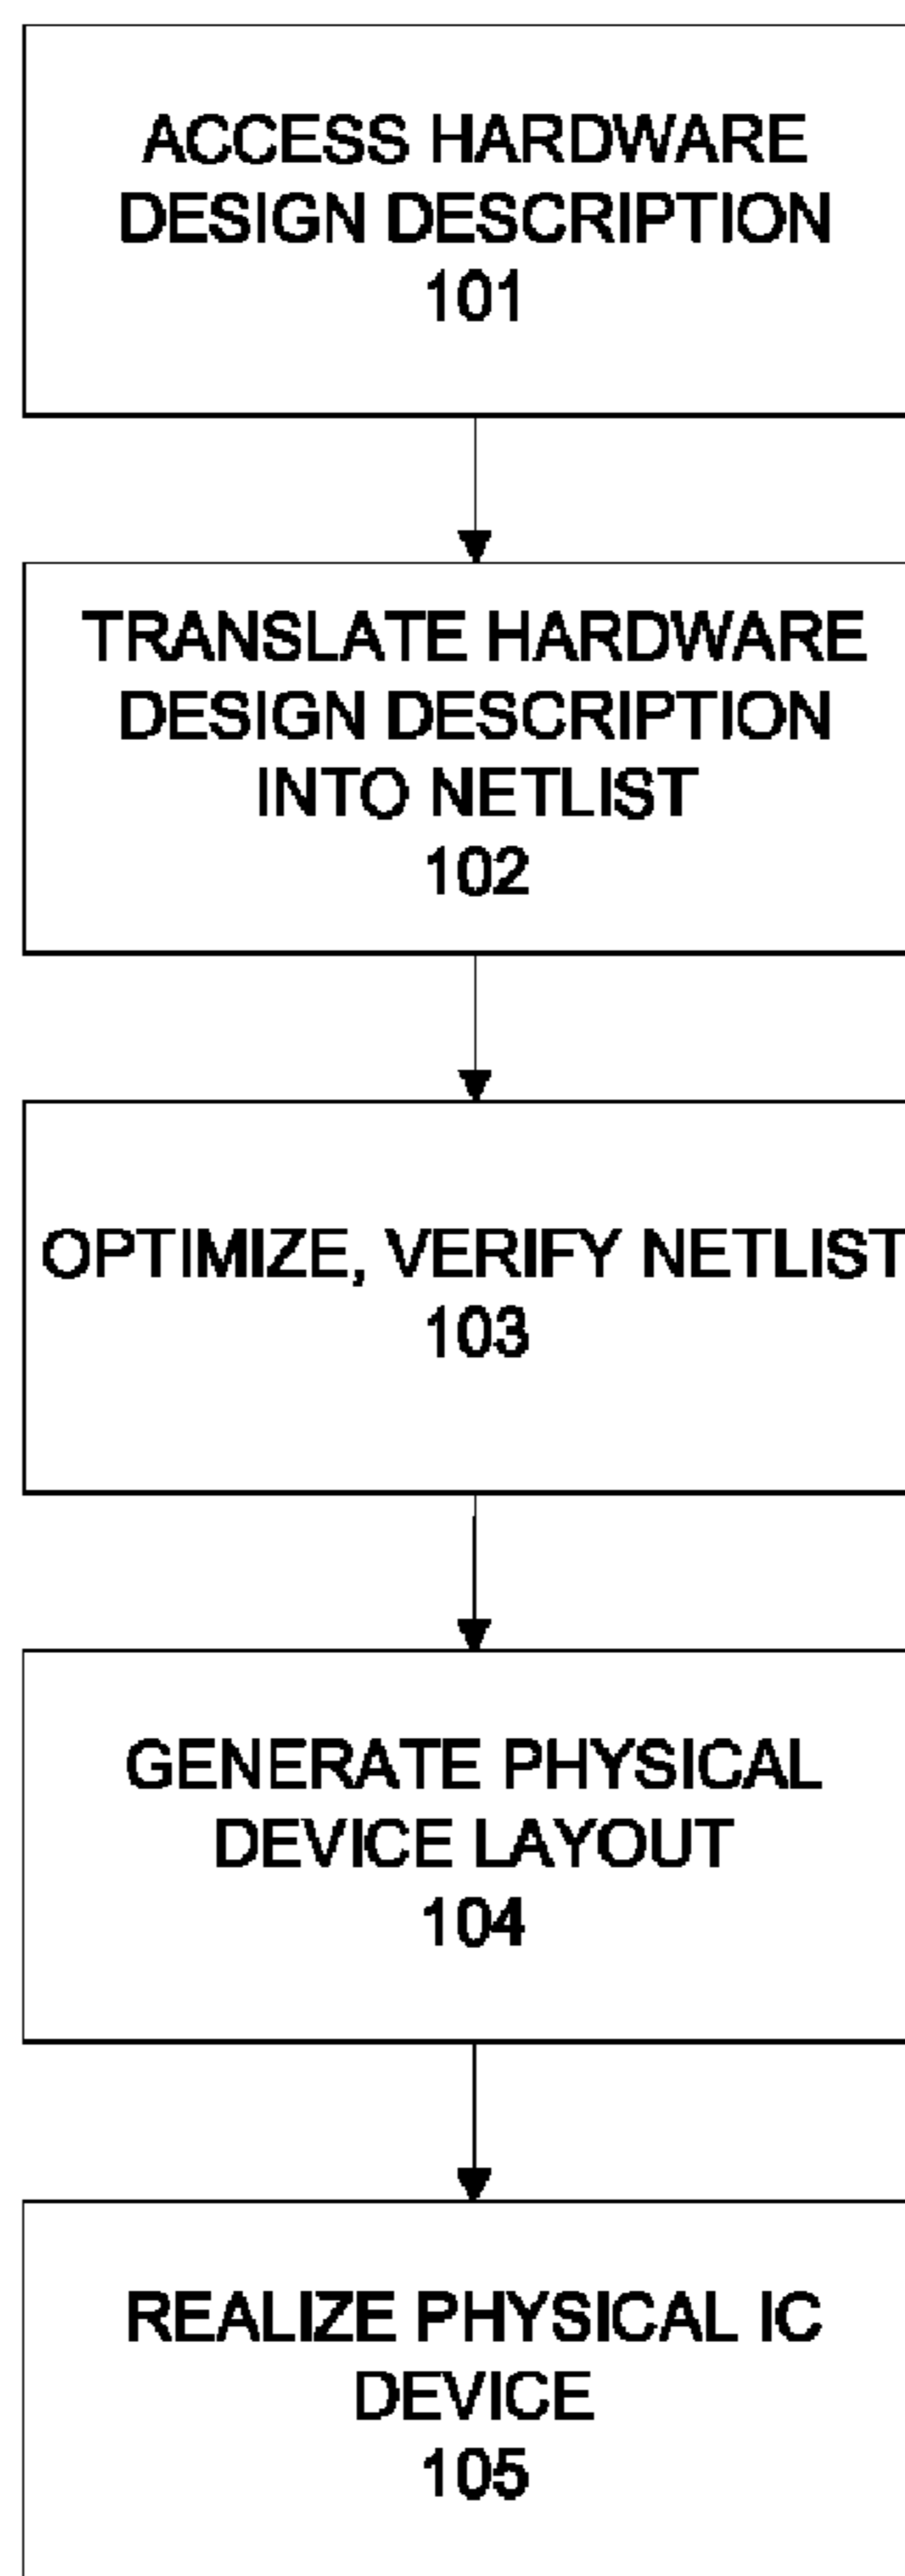 ACCESS HARDWARE
DESIGN DESCRIPTION
101
TRANSLATE HARDWARE
DESIGN DESCRIPTION
INTO NETLIST
102
OPTIMIZE, VERIFY NETLIST
103
GENERATE PHYSICAL
DEVICE LAYOUT
104
REALIZE PHYSICAL IC
DEVICE
105